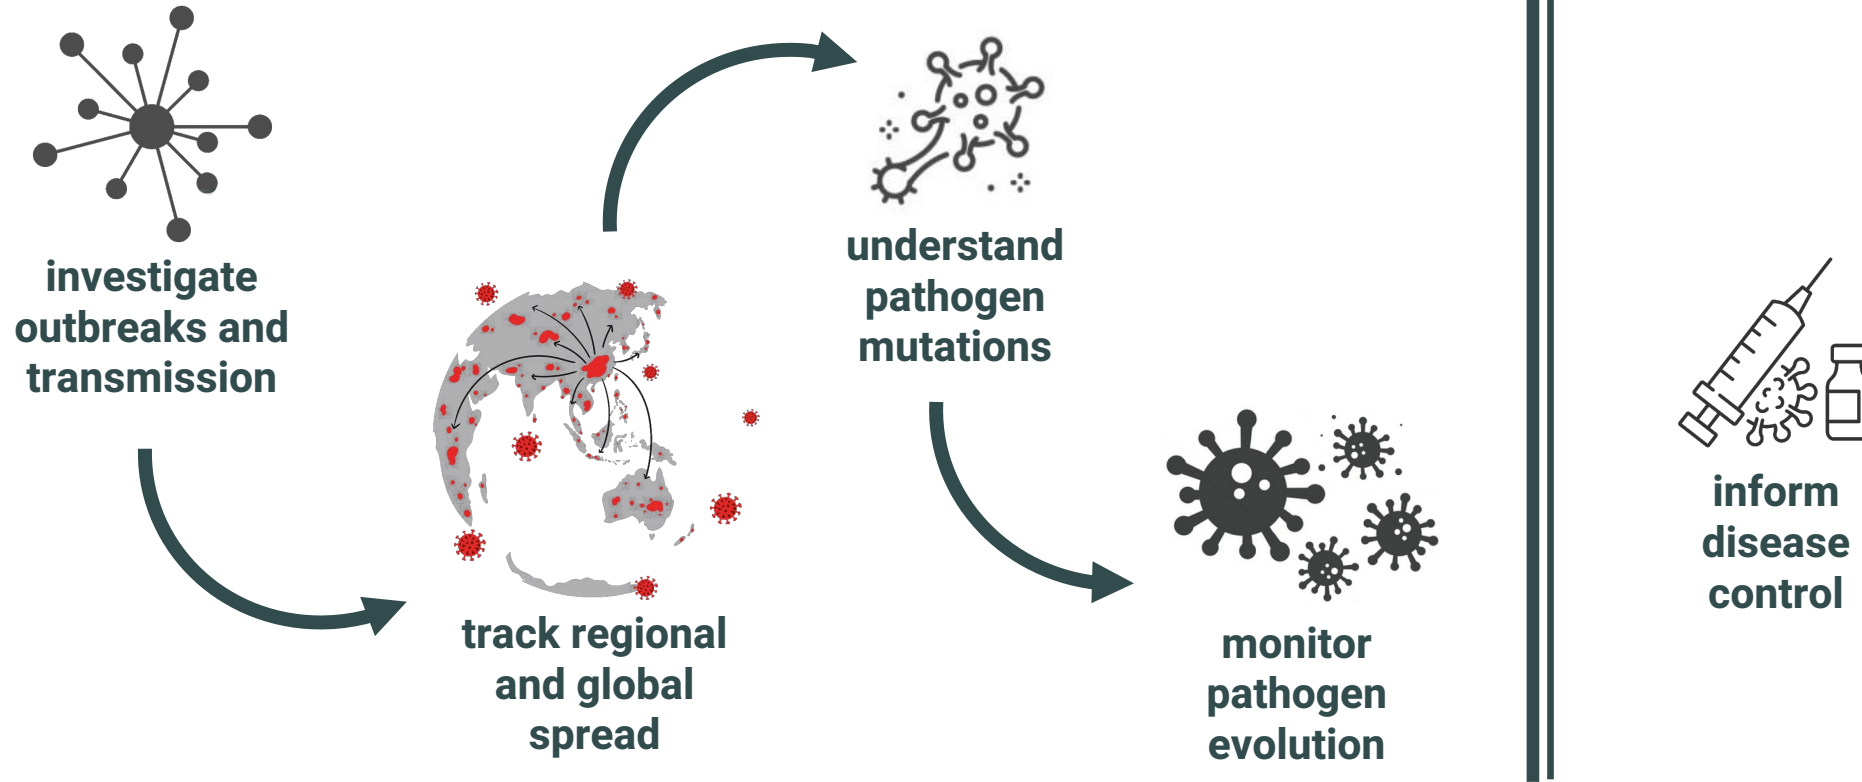 investigate
outbreaks and
transmission
track regional
and global
spread
understand
pathogen
mutations
monitor
pathogen
evolution
inform
disease
control